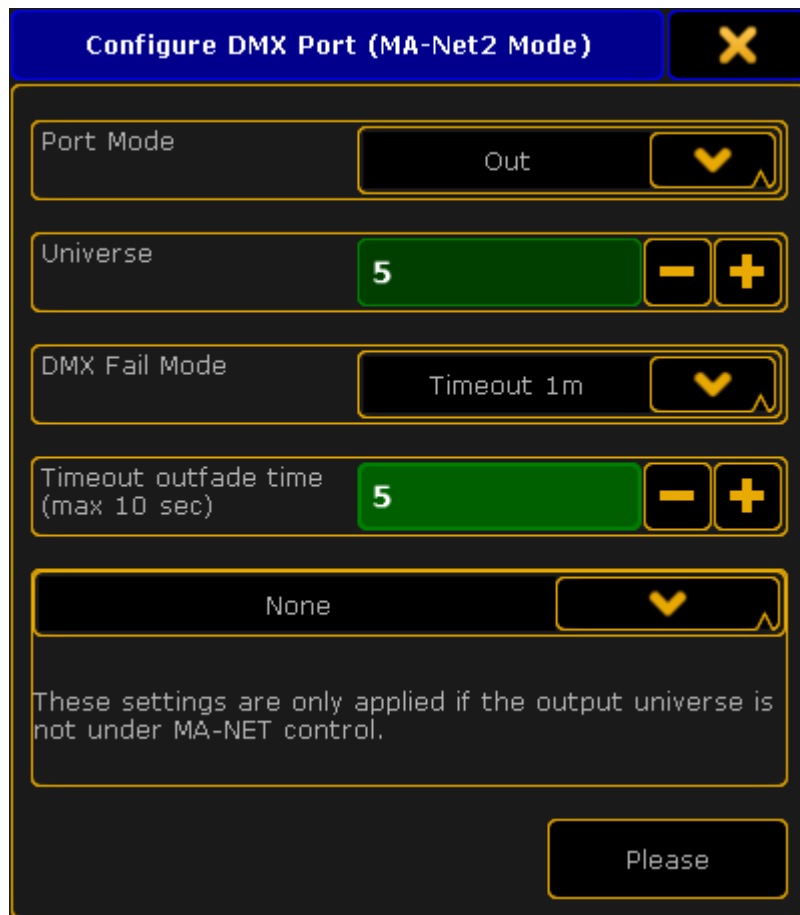 Configure DMX Port (MA-Net2 Mode)
Port Mode
Out
Universe
5
DMX Fail Mode
Timeout 1m
Timeout outfade time
(max 10 sec)
5
None
These settings are only applied if the output universe is
not under MA-NET control.
Please